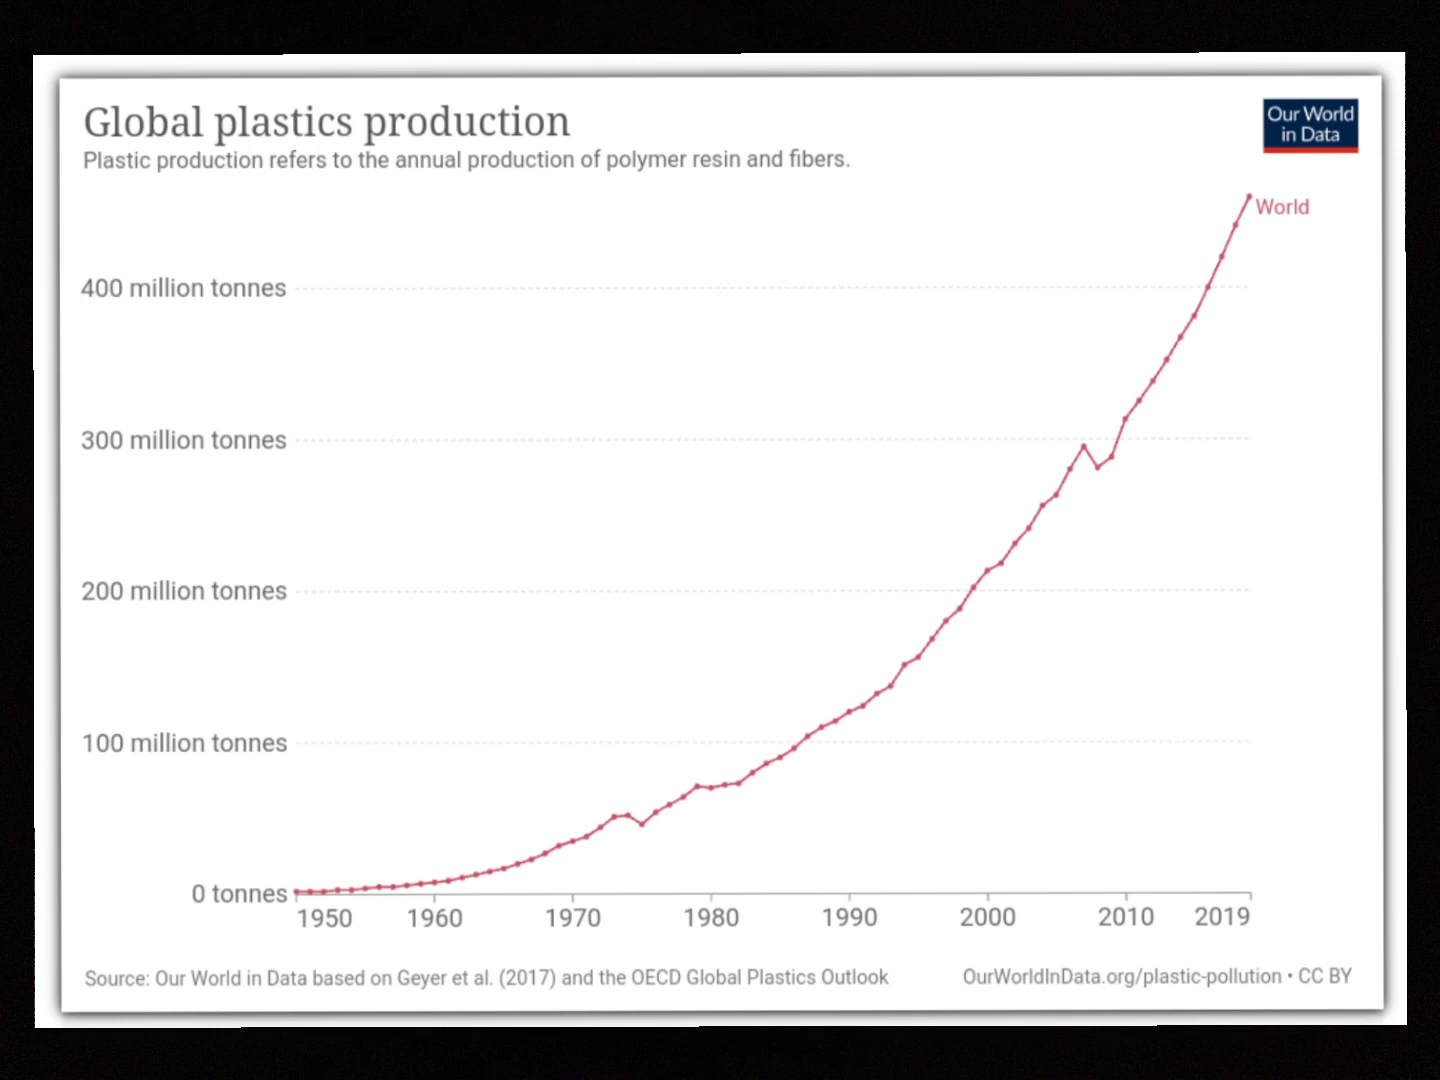 Global plastics production
Plastic production refers to the annual production of polymer resin and fibers.
Our World
in Data
World
400 million tonnes
300 million tonnes
200 million tonnes
100 million tonnes
0 tonnes
1950 1960 1970 1980 1990 2000 2010 2019
Source: Our World in Data based on Geyer et al. (2017) and the OECD Global Plastics Outlook
OurWorldInData.org/plastic-pollution • CC BY